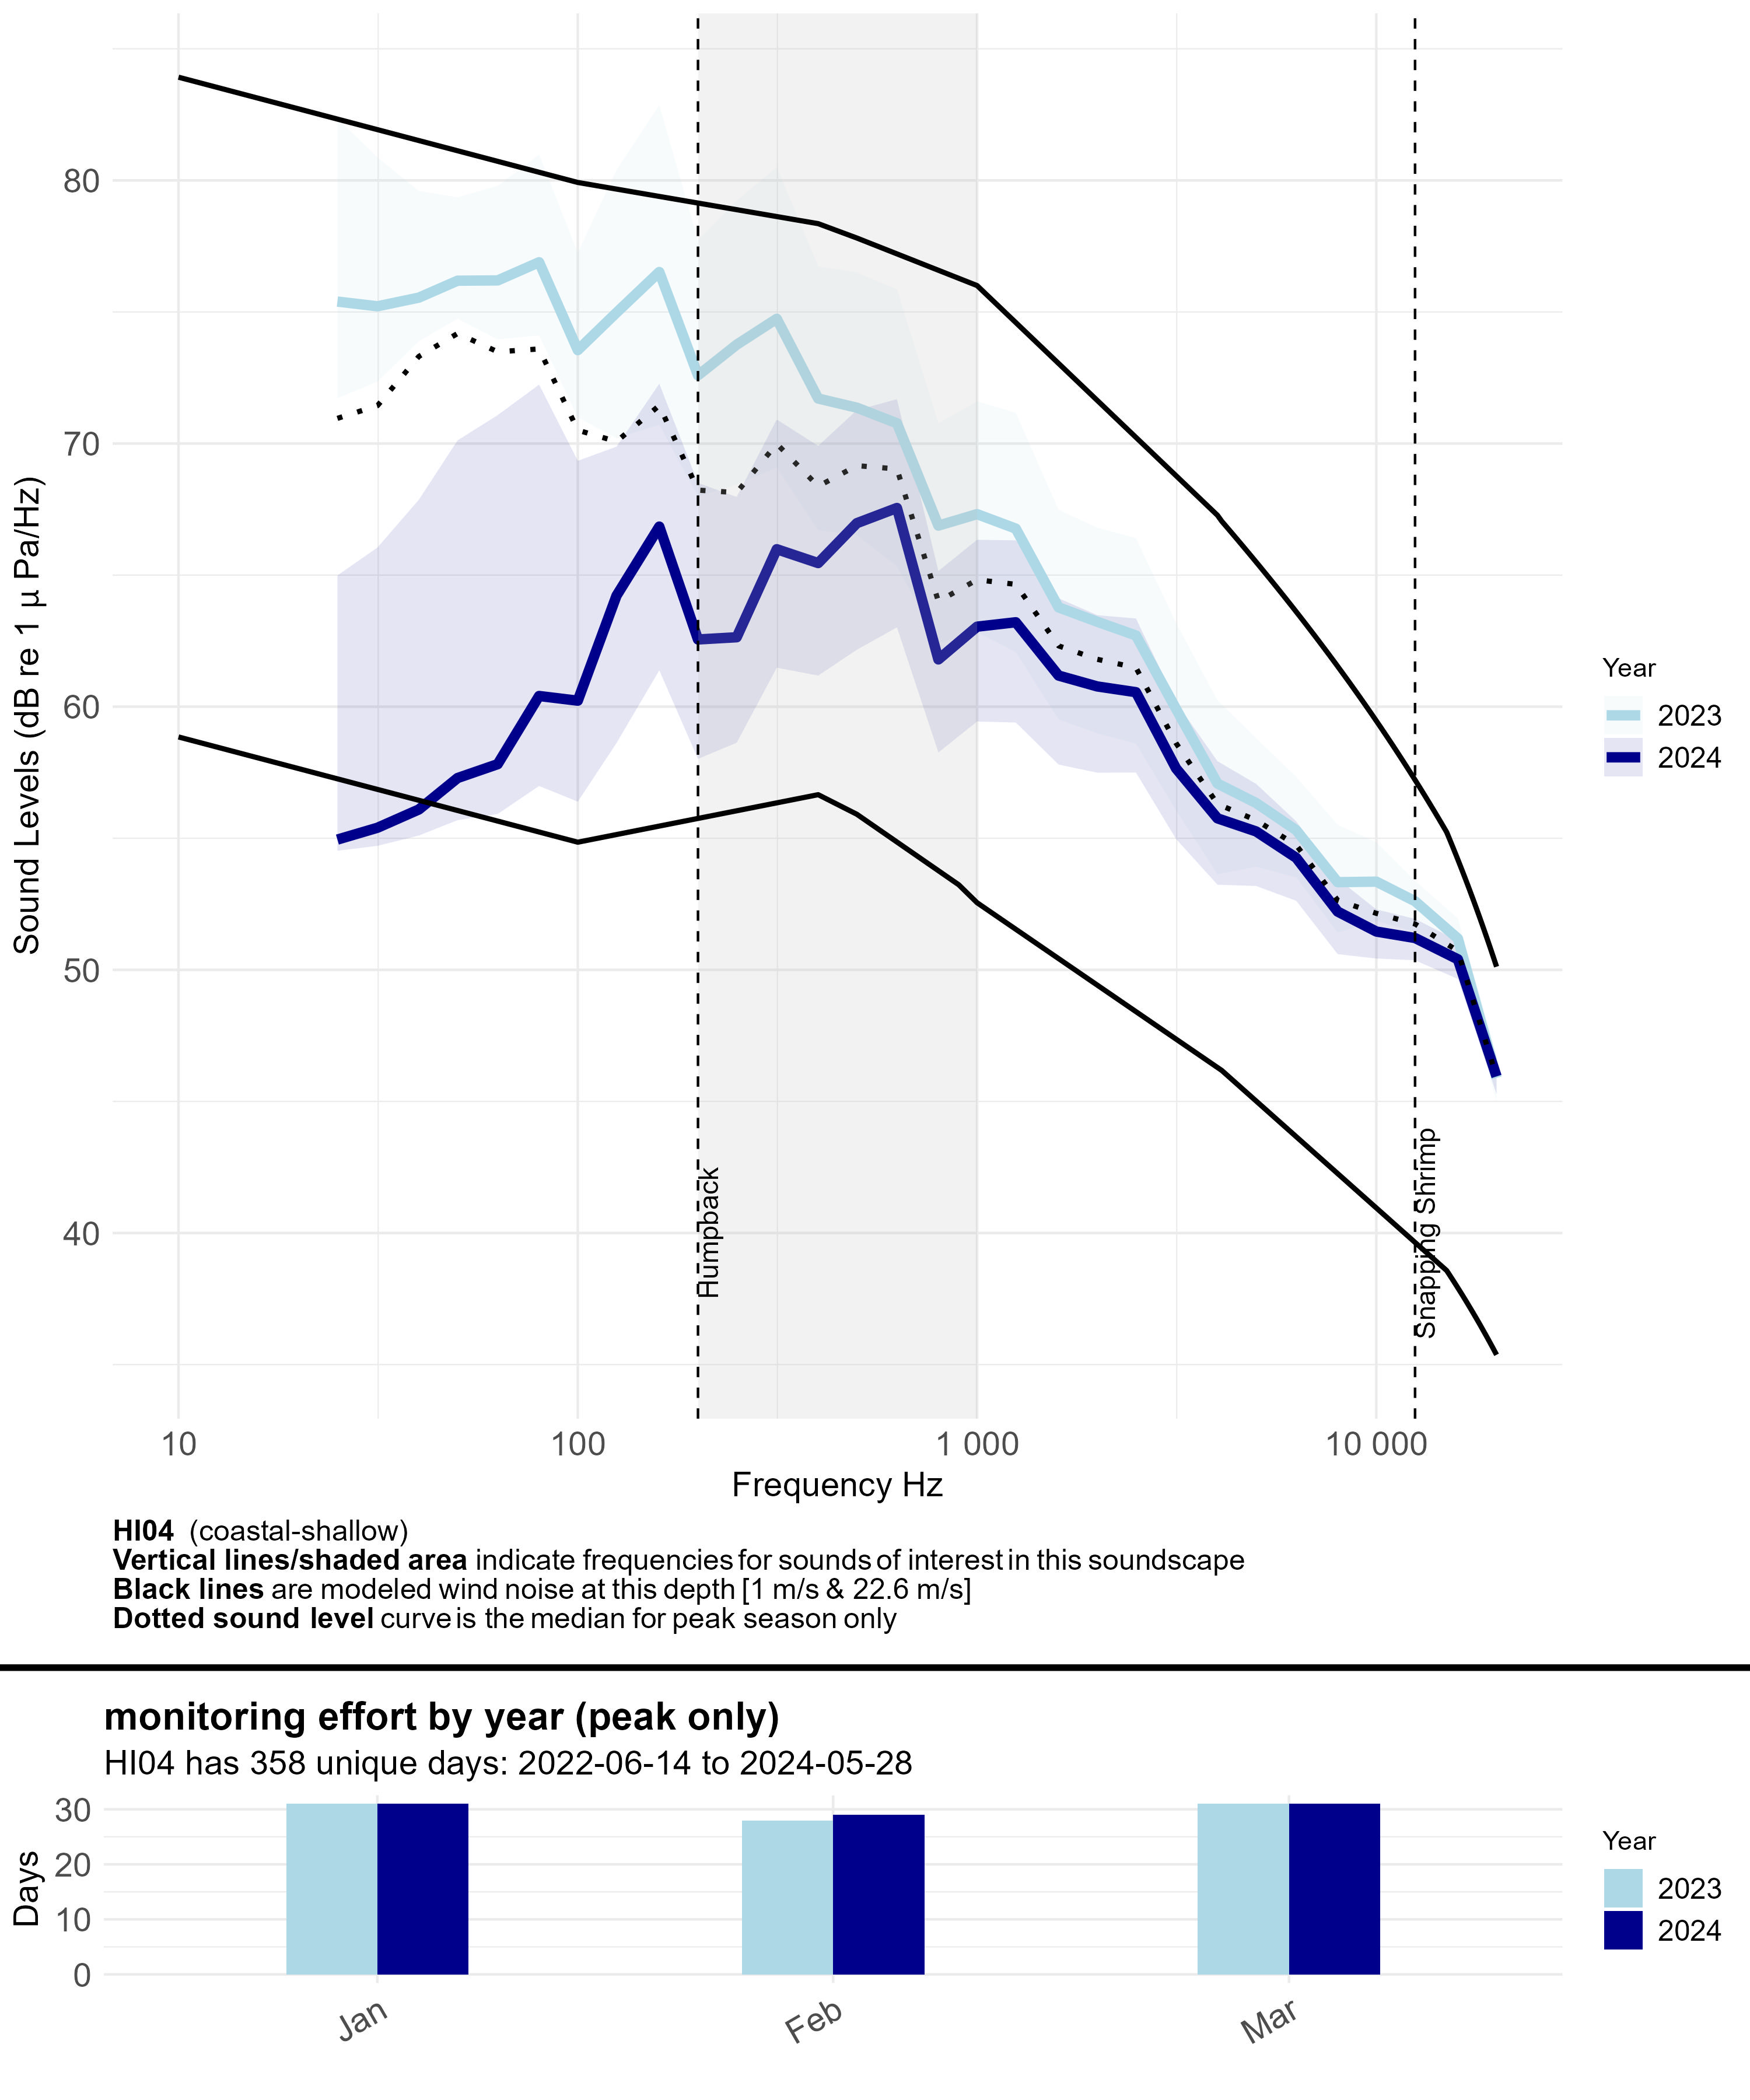 80
70
60
50
40
Sound Levels (dB re 1 µ Pa/Hz)
Humpback
Snapping Shrimp
Year
2023
2024
10
100
1 000
10 000
Frequency Hz
HI04 (coastal-shallow)
Vertical lines/shaded area indicate frequencies for sounds of interest in this soundscape
Black lines are modeled wind noise at this depth [1 m/s & 22.6 m/s]
Dotted sound level curve is the median for peak season only
monitoring effort by year (peak only)
HI04 has 358 unique days: 2022-06-14 to 2024-05-28
30
20
10
0
Days
Jan
Feb
Mar
Year
2023
2024